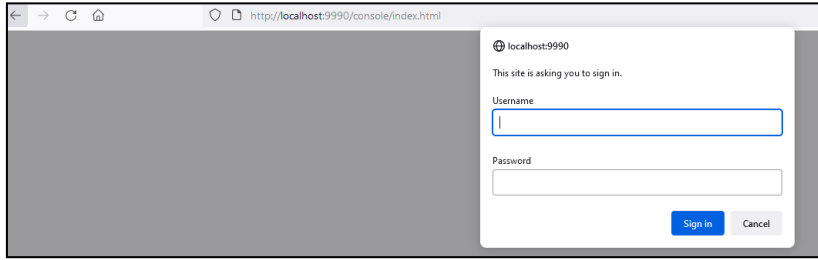 http://localhost:9990/console/index.html
localhost:9990
This site is asking you to sign in.
Username
Password
Sign in Cancel